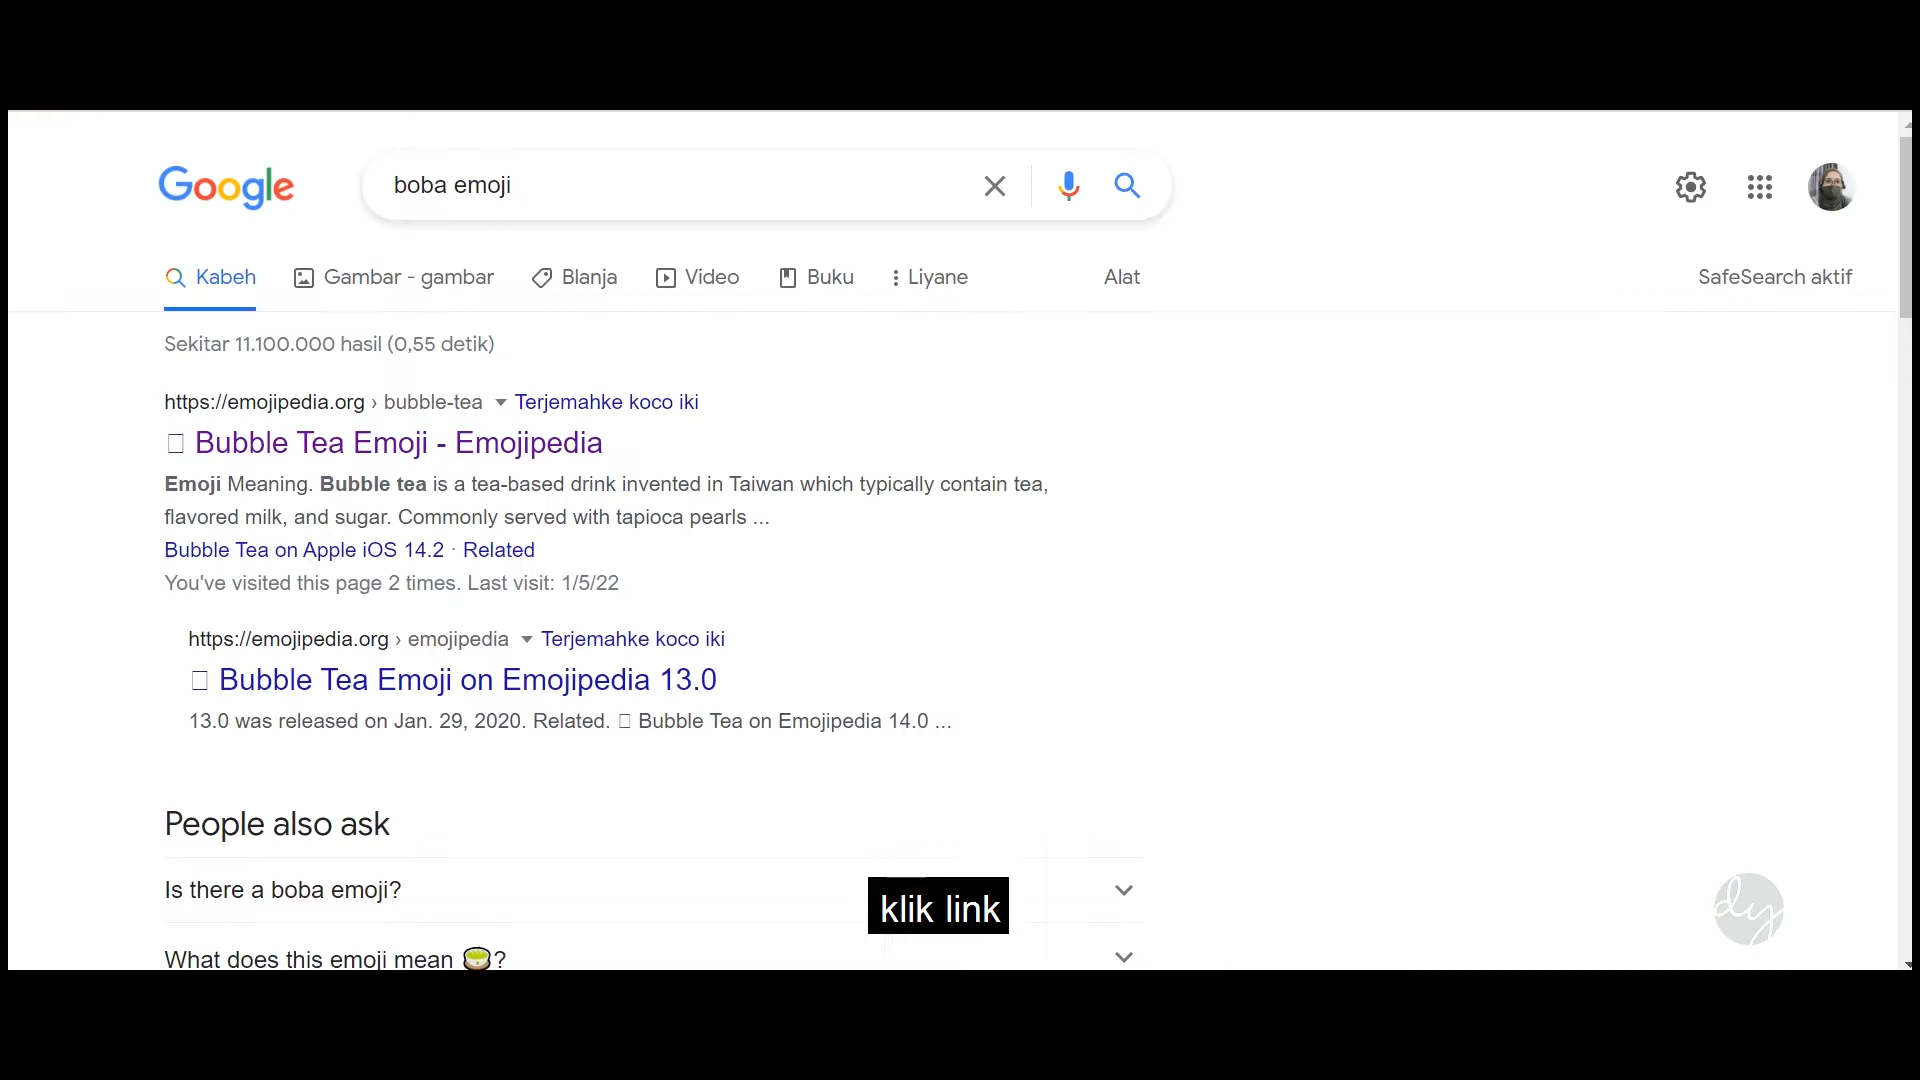 Google
boba emoji
Kabeh
Gambar - gambar
Blanja
Video
Buku
Liyane
Alat
SafeSearch aktif
Sekitar 11.100.000 hasil (0,55 detik)
https://emojipedia.org › bubble-tea
Terjemahke koco iki
Bubble Tea Emoji - Emojipedia
Emoji Meaning. Bubble tea is a tea-based drink invented in Taiwan which typically contain tea,
flavored milk, and sugar. Commonly served with tapioca pearls ...
Bubble Tea on Apple iOS 14.2 · Related
You've visited this page 2 times. Last visit: 1/5/22
https://emojipedia.org › emojipedia
Terjemahke koco iki
Bubble Tea Emoji on Emojipedia 13.0
13.0 was released on Jan. 29, 2020. Related. Bubble Tea on Emojipedia 14.0 ...
People also ask
Is there a boba emoji?
klik link
dy
What does this emoji mean 🍵?